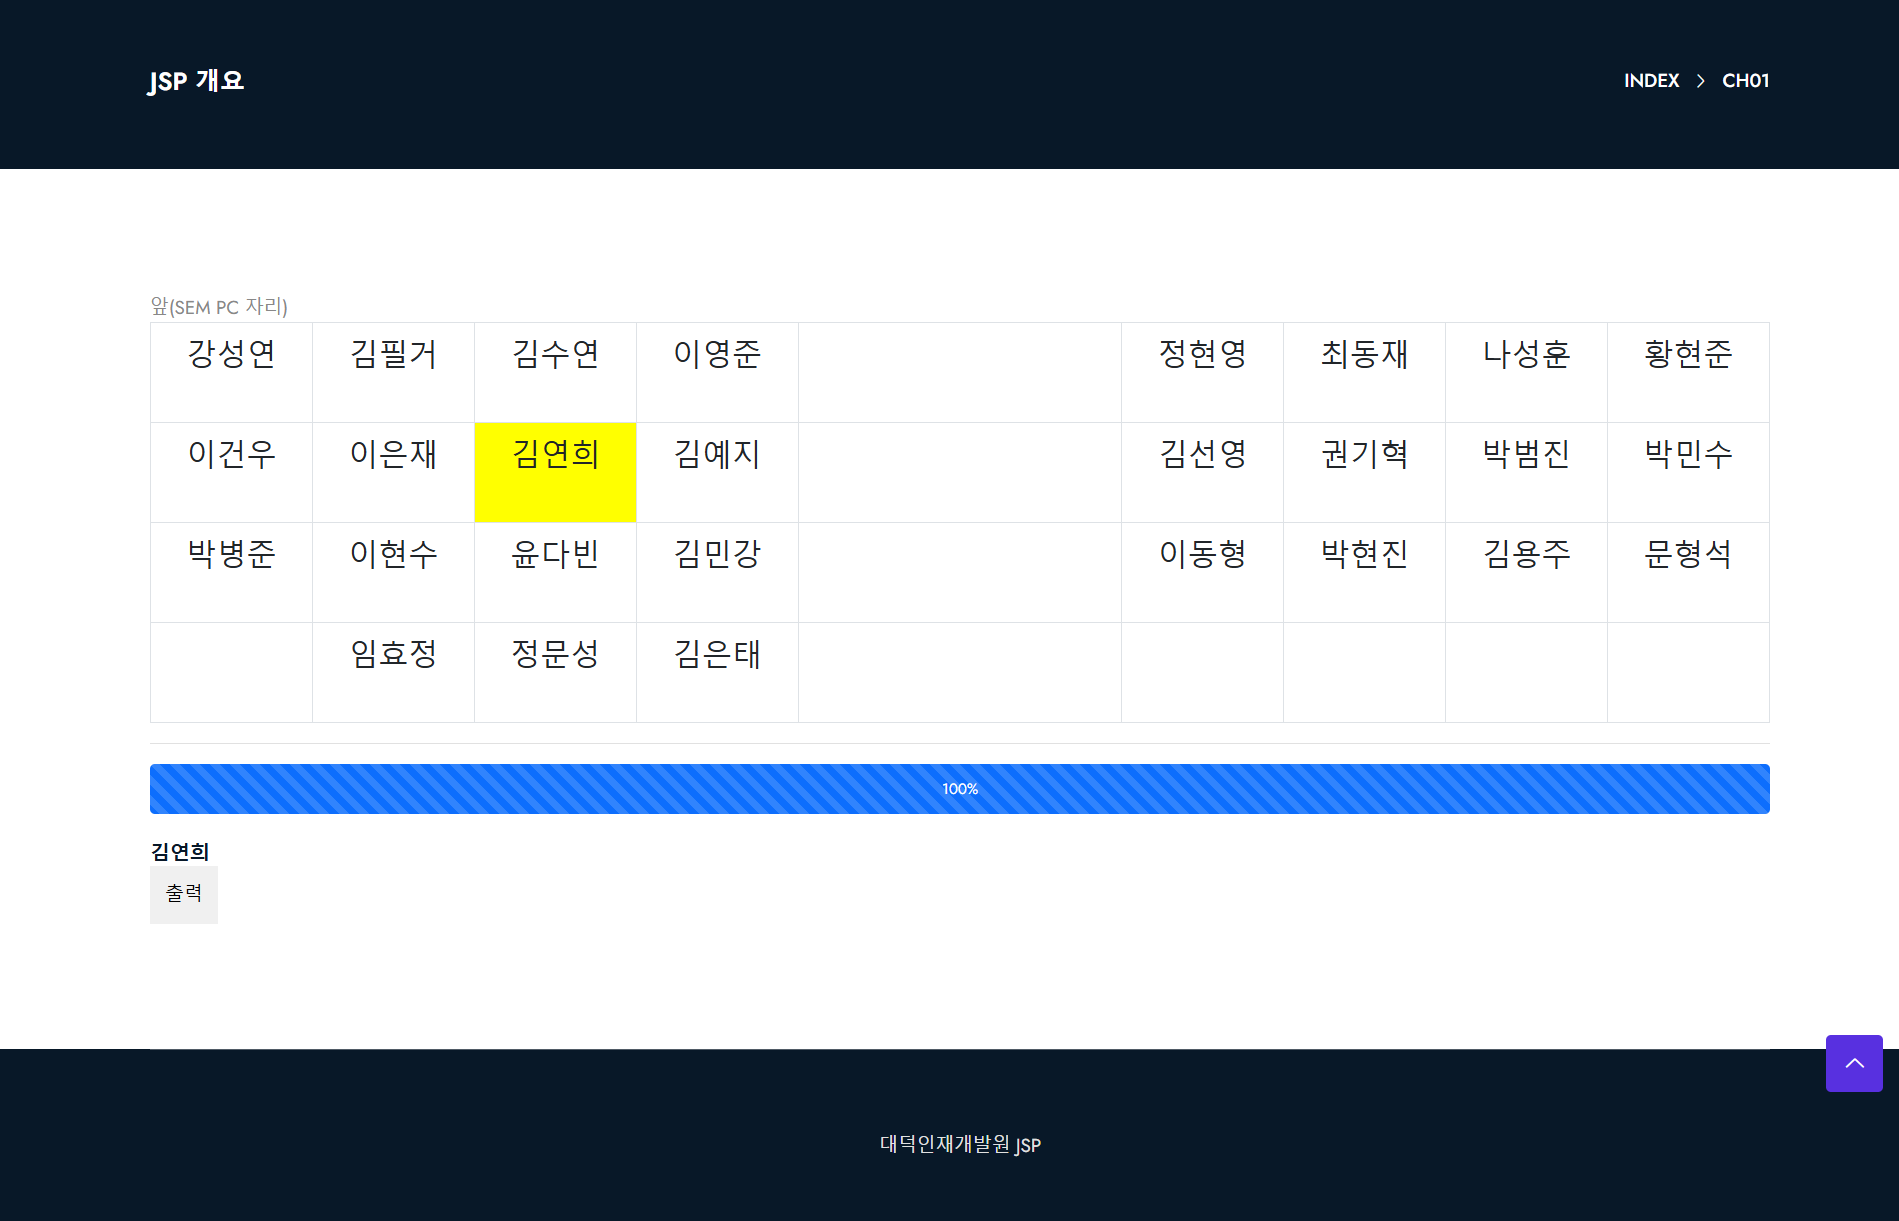 JSP 개요
INDEX > CH01
앞(SEM PC 자리)
강성연 김필거 김수연 이영준 정현영 최동재 나성훈 황현준
이건우 이은재 김연희 김예지 김선영 권기혁 박범진 박민수
박병준 이현수 윤다빈 김민강 이동형 박현진 김용주 문형석
임효정 정문성 김은태
100%
김연희
출력
대덕인재개발원 JSP